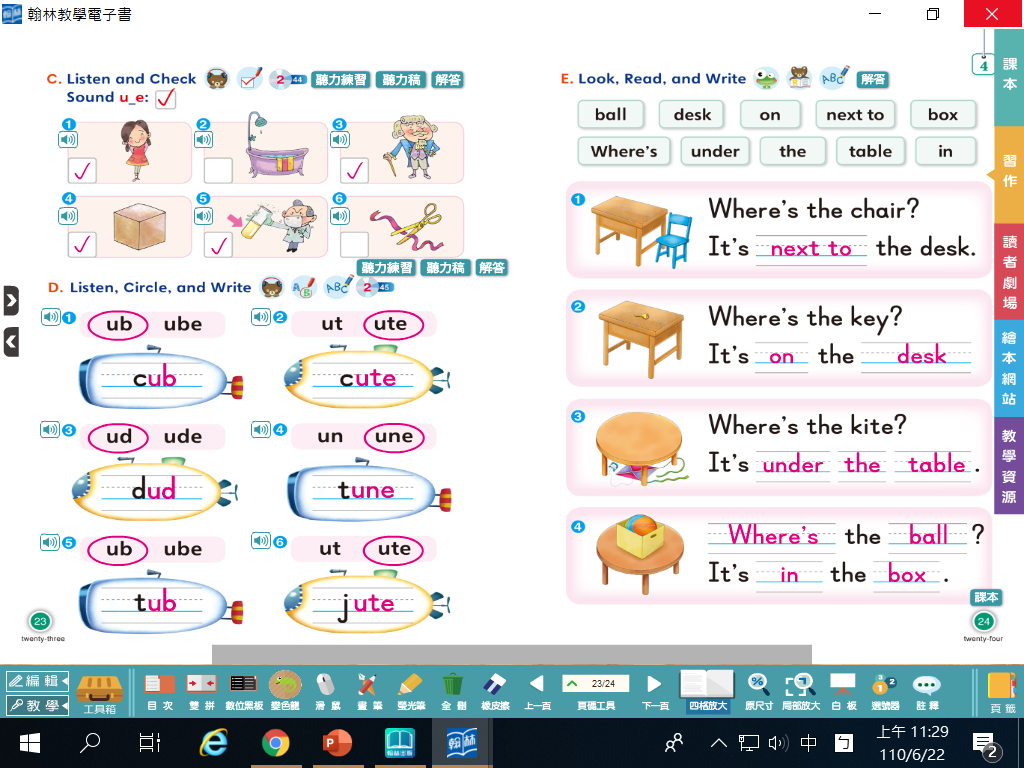 翰林教學電子書
C. Listen and Check 2 44 聽力練習 聽力稿 解答
Sound u_e:
1 2 3
4 5 6
聽力練習 聽力稿 解答
D. Listen, Circle, and Write ABC 2 45
1 ub ube
cub
2 ut ute
cute
3 ud ude
dud
4 un une
tune
5 ub ube
tub
6 ut ute
jute
23
twenty-three
E. Look, Read, and Write ABC 解答
ball desk on next to box
Where's under the table in
1 Where's the chair?
It's next to the desk.
2 Where's the key?
It's on the desk
3 Where's the kite?
It's under the table .
4 Where's the ball ?
It's in the box .
課本
24
twenty-four
4
課本
習作
讀者劇場
繪本網站
教學資源
編輯
教學
工具箱 目次 雙拼 數位黑板 變色龍 滑鼠 畫筆 螢光筆 全刪 橡皮擦 上一頁 23/24 頁碼工具 下一頁 四格放大 原尺寸 局部放大 白板 選號器 註釋 頁籤
中
上午 11:29
110/6/22
2